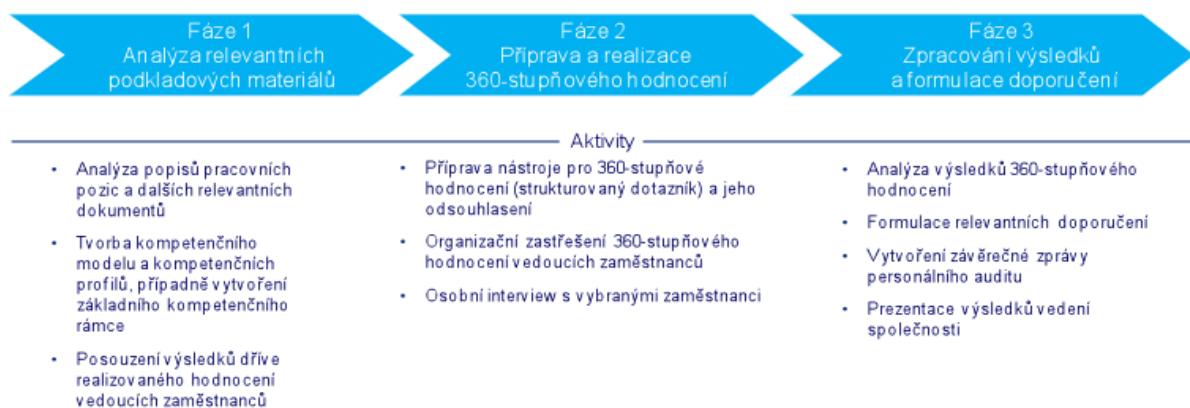 Fáze 1
Analýza relevantních
podkladových materiálů
Fáze 2
Příprava a realizace
360-stupňového hodnocení
Fáze 3
Zpracování výsledků
a formulace doporučení
Aktivity
• Analýza popisů pracovních
pozic a dalších relevantních
dokumentů
• Tvorba kompetenčního
modelu a kompetenčních
profilů, případně vytvoření
základního kompetenčního
rámce
• Posouzení výsledků dříve
realizovaného hodnocení
vedoucích zaměstnanců
• Příprava nástroje pro 360-stupňové
hodnocení (strukturovaný dotazník) a jeho
odsouhlasení
• Organizační zastřešení 360-stupňového
hodnocení vedoucích zaměstnanců
• Osobní interview s vybranými zaměstnanci
• Analýza výsledků 360-stupňového
hodnocení
• Formulace relevantních doporučení
• Vytvoření závěrečné zprávy
personálního auditu
• Prezentace výsledků vedení
společnosti